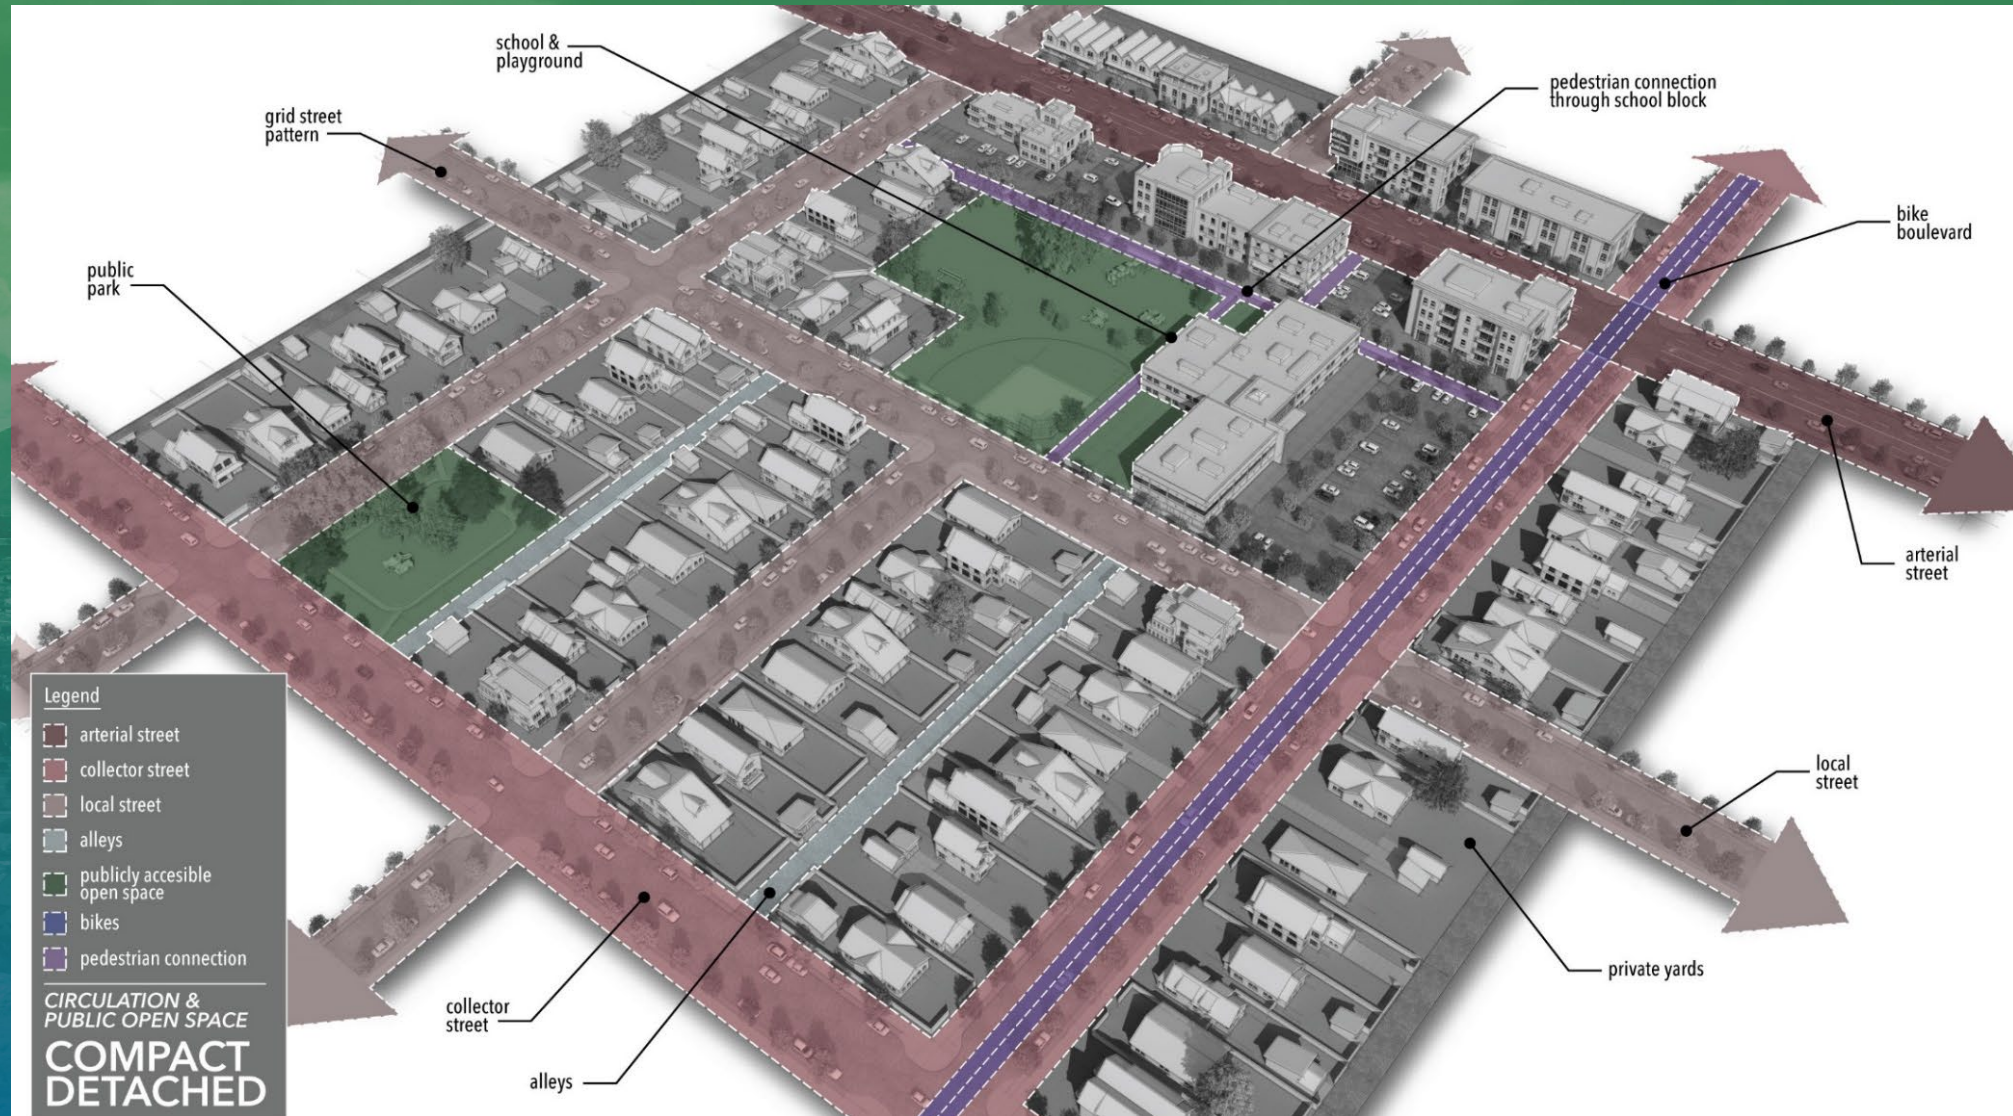 school &
playground
grid street
pattern
public
park
pedestrian connection
through school block
bike
boulevard
arterial
street
local
street
private yards
collector
street
alleys
Legend
arterial street
collector street
local street
alleys
publicly accesible
open space
bikes
pedestrian connection
CIRCULATION &
PUBLIC OPEN SPACE
COMPACT
DETACHED